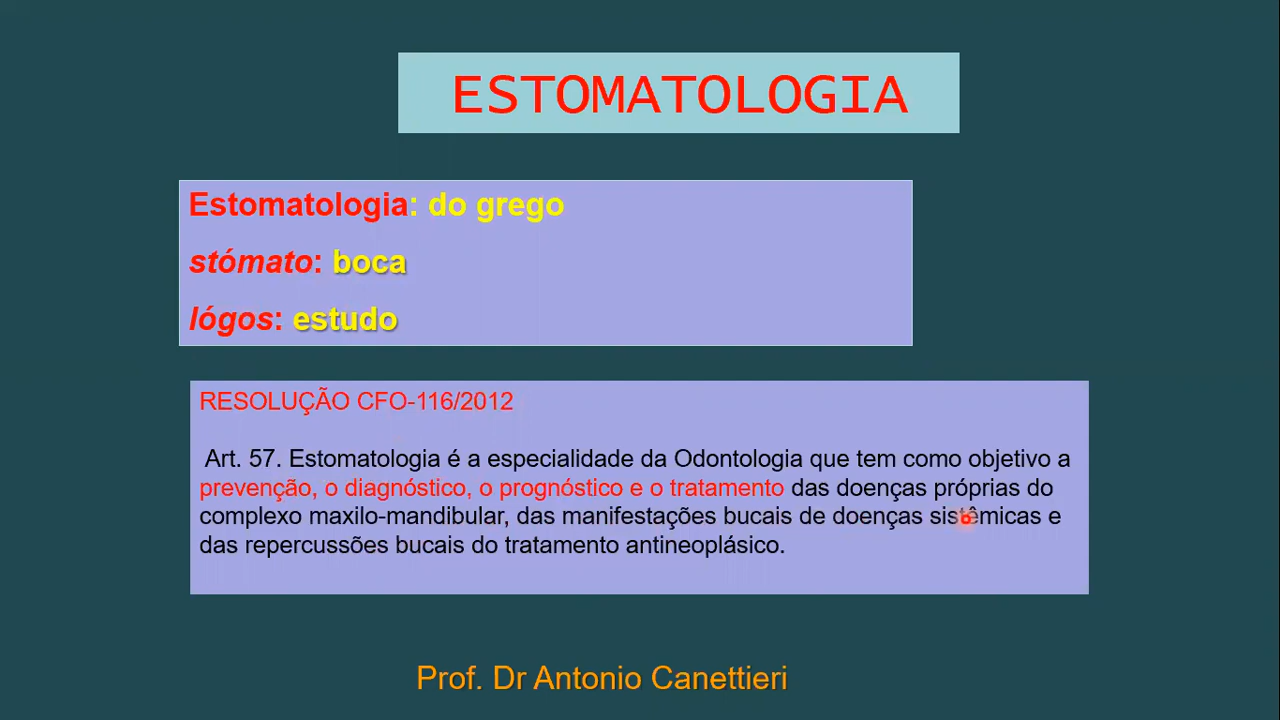 ESTOMATOLOGIA
Estomatologia: do grego
stómato: boca
lógos: estudo
RESOLUÇÃO CFO-116/2012
Art. 57. Estomatologia é a especialidade da Odontologia que tem como objetivo a
prevenção, o diagnóstico, o prognóstico e o tratamento das doenças próprias do
complexo maxilo-mandibular, das manifestações bucais de doenças sistêmicas e
das repercussões bucais do tratamento antineoplásico.
Prof. Dr Antonio Canettieri